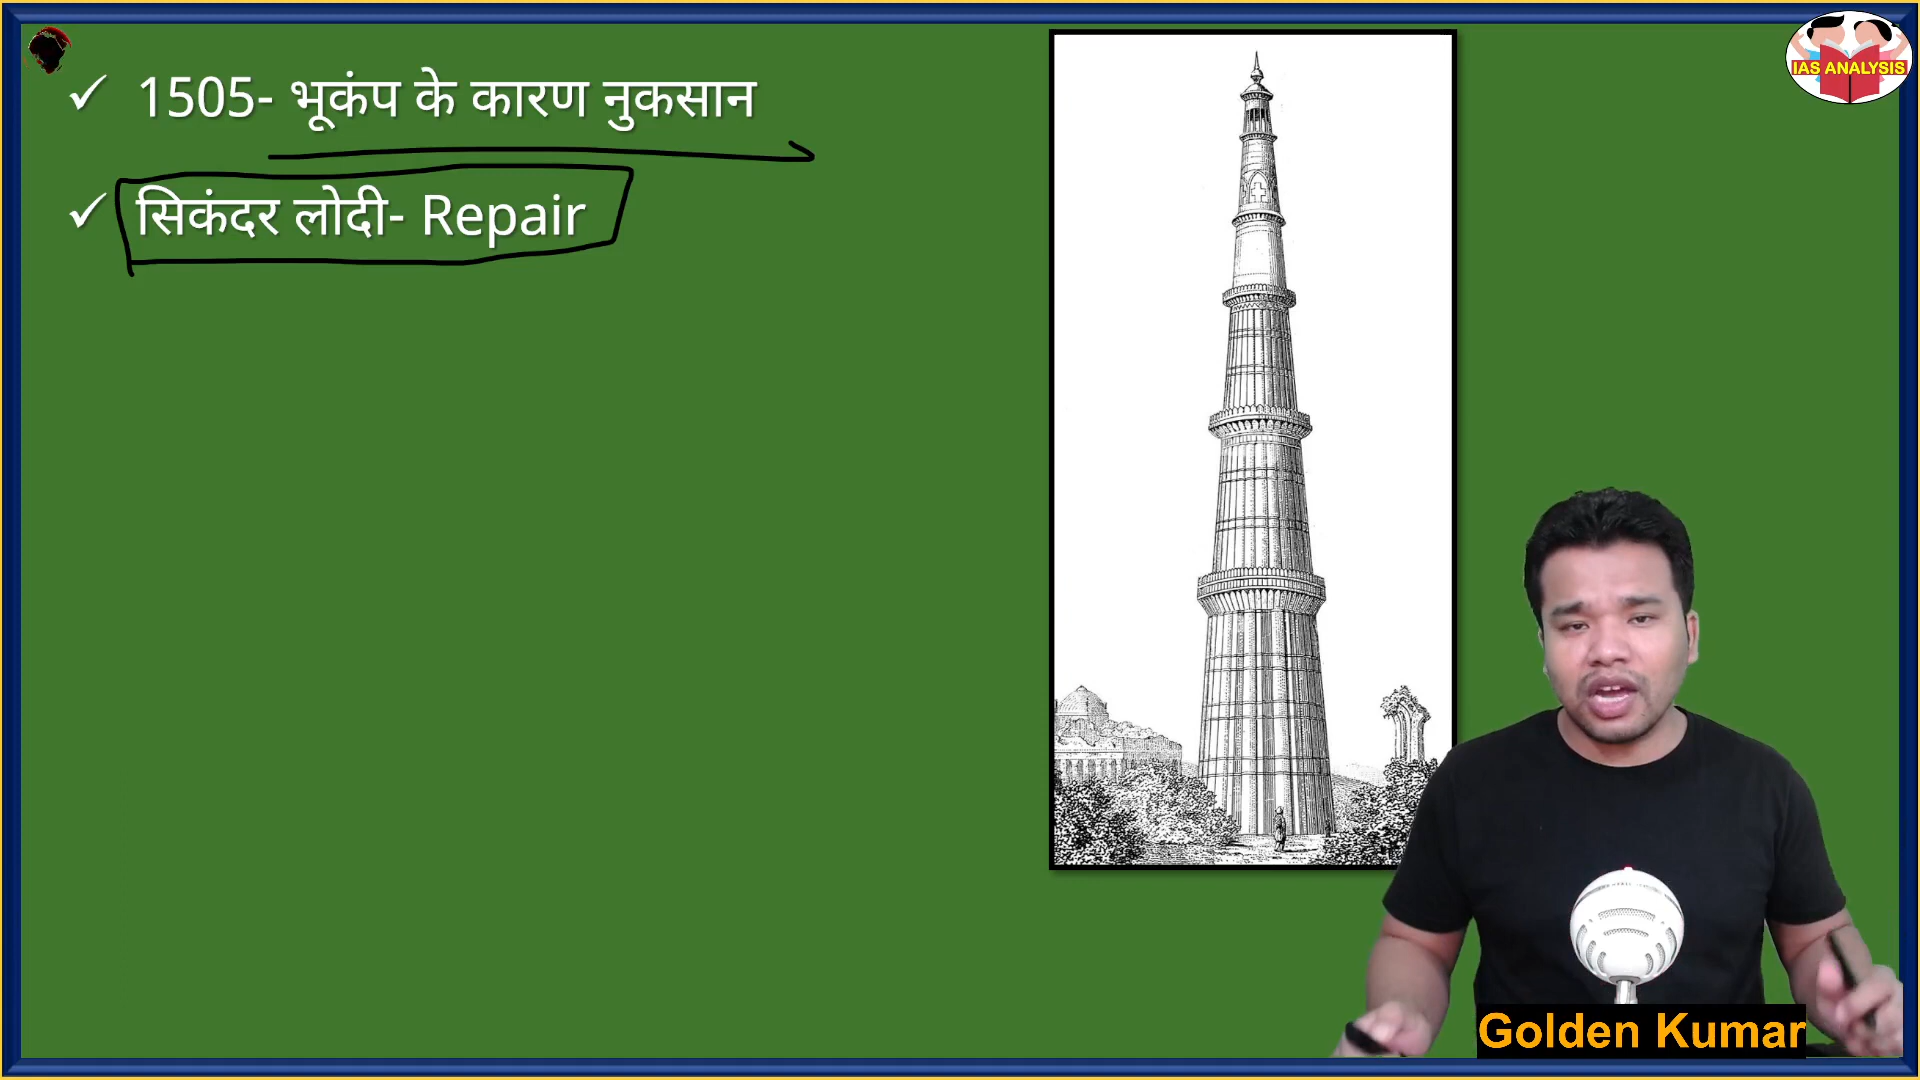 1505- भूकंप के कारण नुकसान
सिकंदर लोदी- Repair
IAS ANALYSIS
Golden Kumar